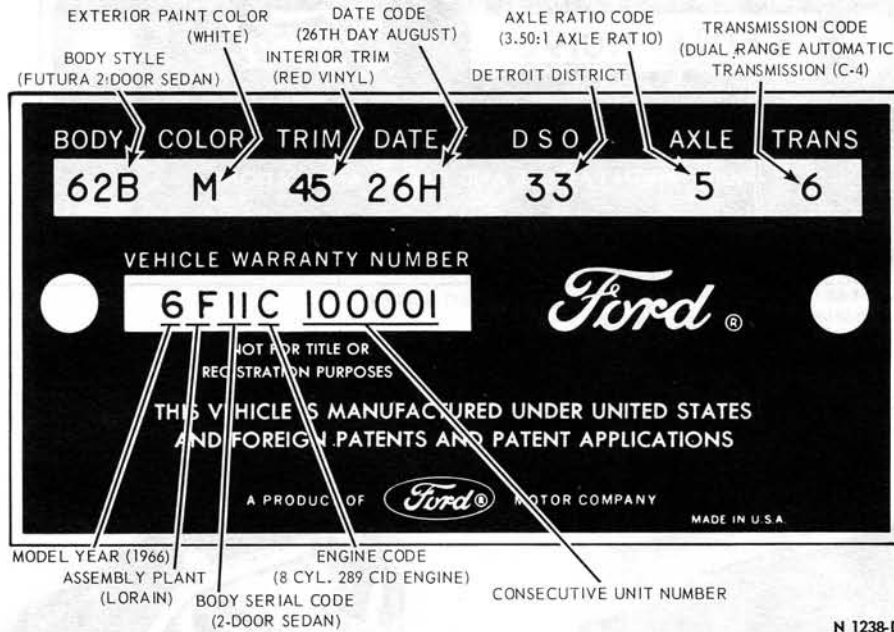 EXTERIOR PAINT COLOR
(WHITE)
DATE CODE
(26TH DAY AUGUST)
AXLE RATIO CODE
(3.50:1 AXLE RATIO)
TRANSMISSION CODE
(DUAL RANGE AUTOMATIC
TRANSMISSION (C-4)
BODY STYLE
(FUTURA 2-DOOR SEDAN)
INTERIOR TRIM
(RED VINYL)
DETROIT DISTRICT
BODY COLOR TRIM DATE DSO AXLE TRANS
62B M 45 26H 33 5 6
VEHICLE WARRANTY NUMBER
6 F 11 C 100001
Ford ®
NOT FOR TITLE OR
REGISTRATION PURPOSES
THIS VEHICLE IS MANUFACTURED UNDER UNITED STATES
AND FOREIGN PATENTS AND PATENT APPLICATIONS
A PRODUCT OF Ford ® MOTOR COMPANY
MADE IN U.S.A.
MODEL YEAR (1966)
ASSEMBLY PLANT
(LORAIN)
BODY SERIAL CODE
(2-DOOR SEDAN)
ENGINE CODE
(8 CYL. 289 CID ENGINE)
CONSECUTIVE UNIT NUMBER